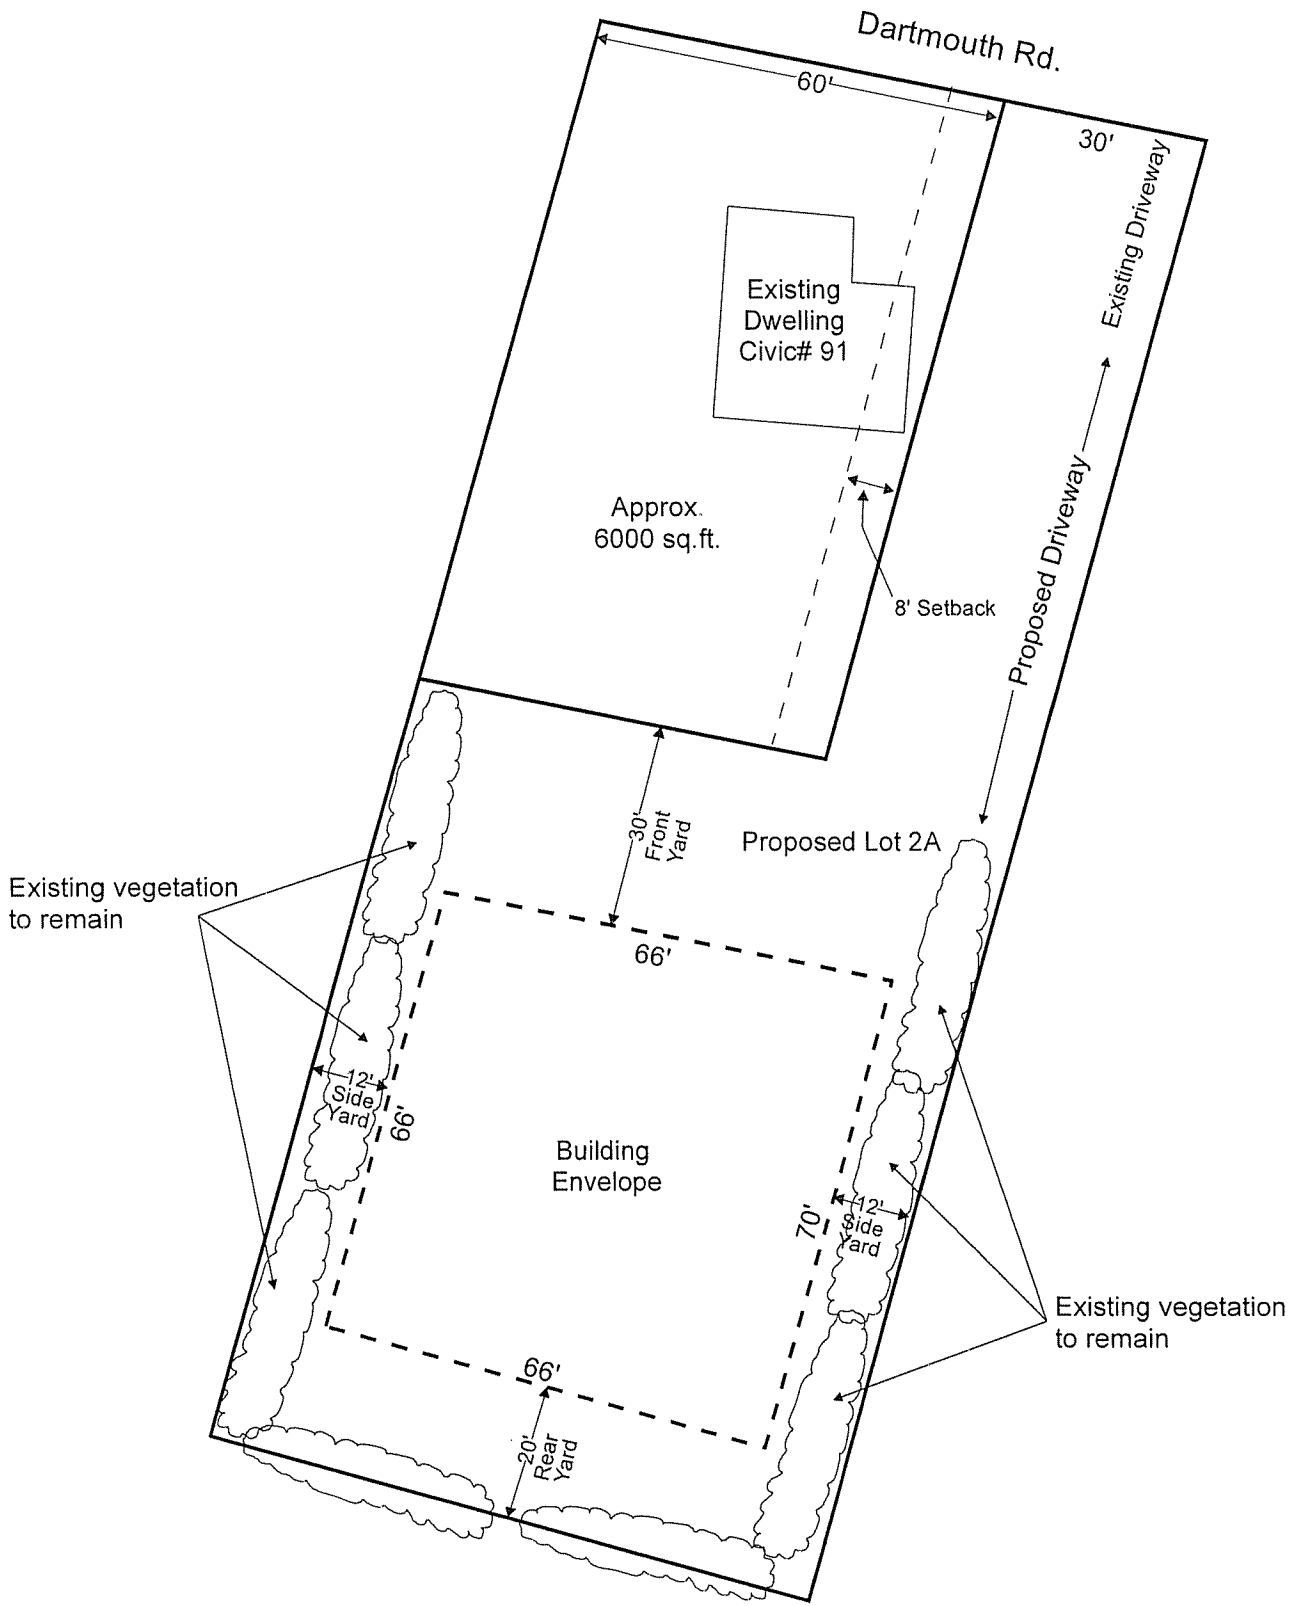 Dartmouth Rd.
60'
30'
Existing Driveway
Existing
Dwelling
Civic# 91
Approx.
6000 sq.ft.
8' Setback
Proposed Driveway
30'
Front
Yard
Proposed Lot 2A
Existing vegetation
to remain
66'
12'
Side
Yard
66'
Building
Envelope
70'
12'
Side
Yard
Existing vegetation
to remain
66'
20'
Rear
Yard